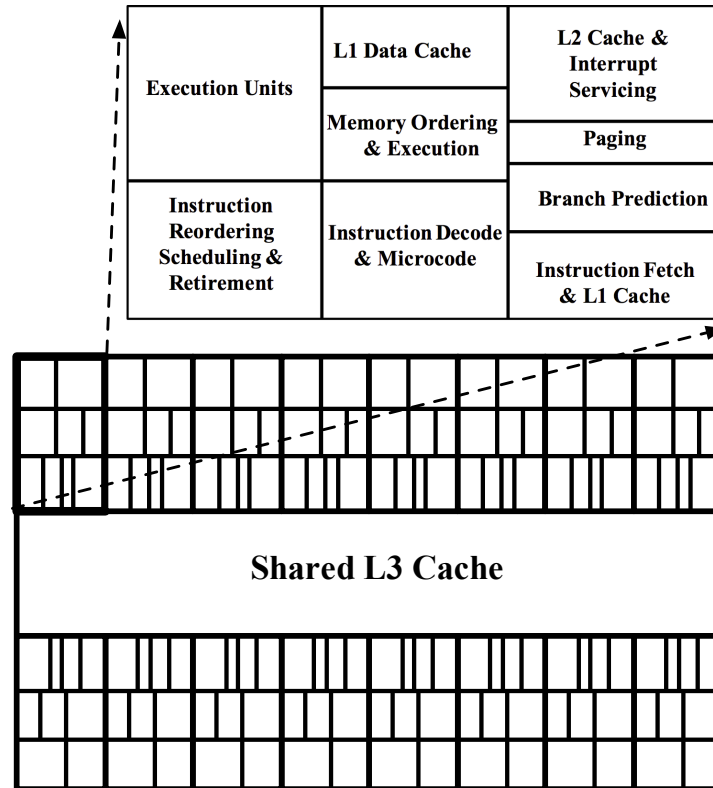 Execution Units
L1 Data Cache
L2 Cache &
Interrupt
Servicing
Memory Ordering
& Execution
Paging
Branch Prediction
Instruction
Reordering
Scheduling &
Retirement
Instruction Decode
& Microcode
Instruction Fetch
& L1 Cache
Shared L3 Cache